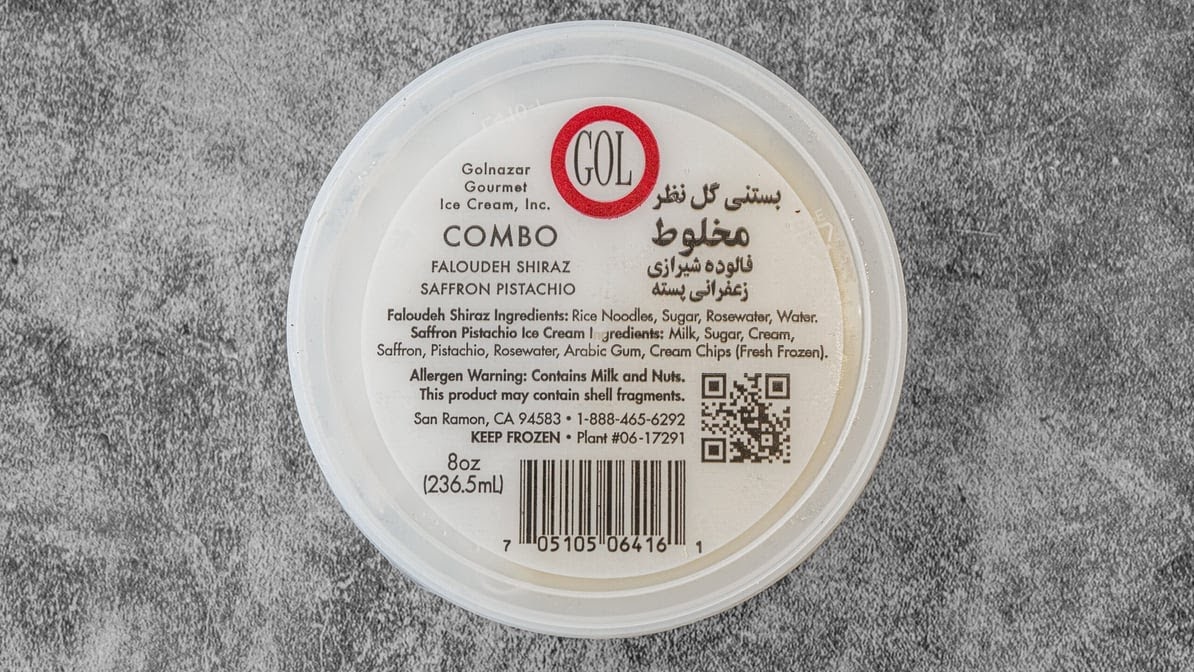 GOL
Golnazar
Gourmet
Ice Cream, Inc.
COMBO
FALOUDEH SHIRAZ
SAFFRON PISTACHIO
بستنی گل نظر
مخلوط
فالوده شیرازی
زعفرانی پسته
Faloudeh Shiraz Ingredients: Rice Noodles, Sugar, Rosewater, Water.
Saffron Pistachio Ice Cream Ingredients: Milk, Sugar, Cream,
Saffron, Pistachio, Rosewater, Arabic Gum, Cream Chips (Fresh Frozen).
Allergen Warning: Contains Milk and Nuts.
This product may contain shell fragments.
San Ramon, CA 94583 • 1-888-465-6292
KEEP FROZEN • Plant #06-17291
8oz
(236.5mL)
7 05105 06416 1